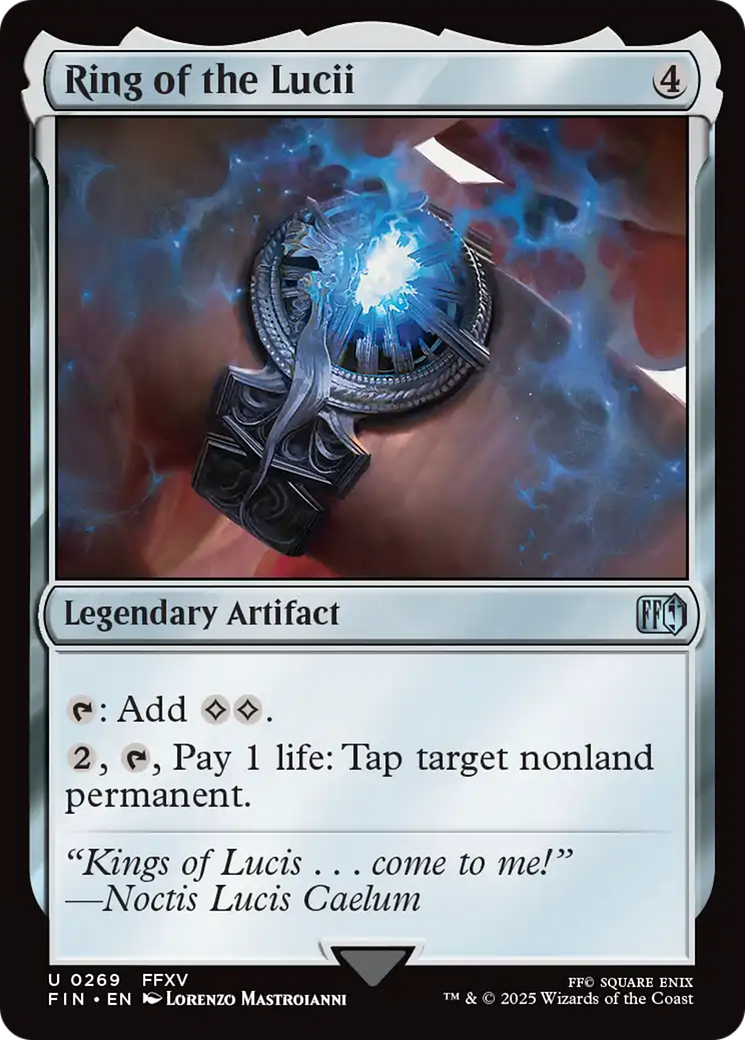 Ring of the Lucii 4
Legendary Artifact FF
: Add .
2, , Pay 1 life: Tap target nonland
permanent.
“Kings of Lucis . . . come to me!”
—Noctis Lucis Caelum
U 0269 FFXV
FIN • EN Lorenzo Mastroianni
FF© SQUARE ENIX
™ & © 2025 Wizards of the Coast